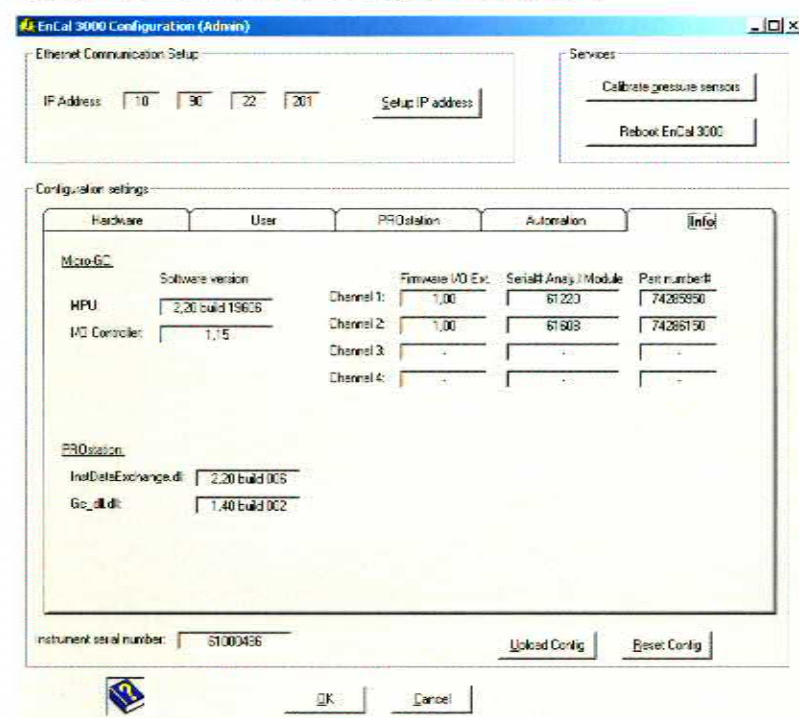 EnCal 3000 Configuration (Admin)
Ethernet Communication Setup
Services
IP Address 10 90 22 201 Setup IP address
Calibrate pressure sensors
Reboot EnCal 3000
Configuration settings
Hardware User PROstation Automation Info
Micro-GC
Software version Firmware I/O Ext. Serial# Analyt Module Part number#
MPU: 2,20 build 19606 Channel 1: 1,00 61220 74285950
I/O Controller: 1,15 Channel 2: 1,00 61608 74286150
Channel 3: - - -
Channel 4: - - -
PROstation:
InstDataExchange.dl: 2,20 build 006
Gc_dll.dll: 1,40 build 002
Instrument serial number: 61000486 Upload Config Reset Config
?
OK Cancel